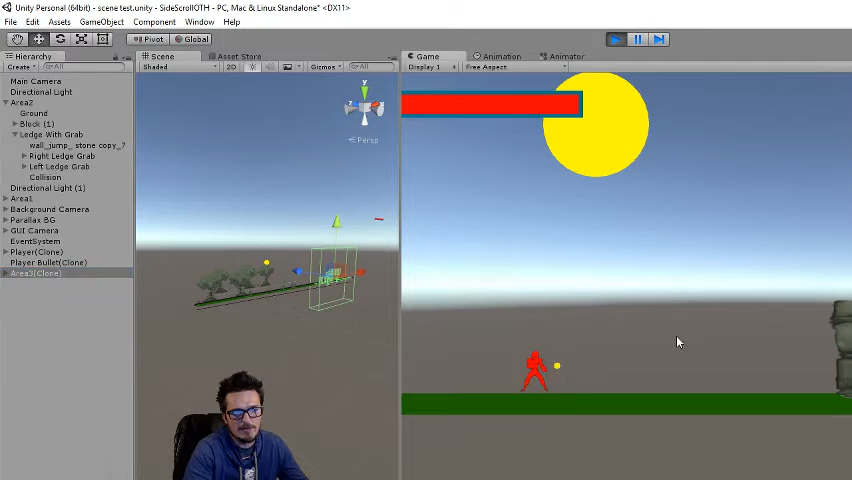 Unity Personal (64bit) - scene test.unity - SideScrollOTH - PC, Mac & Linux Standalone* <DX11>
File Edit Assets GameObject Component Window Help
Pivot Global
Hierarchy Scene Asset Store Game Animation Animator
Create All Shaded 2D Gizmos All Display 1 Free Aspect
Main Camera
Directional Light
Area2
Ground
Block (1)
Ledge With Grab
wall_jump_ stone copy_7
Right Ledge Grab
Left Ledge Grab
Collision
Directional Light (1)
Area1
Background Camera
Parallax BG
GUI Camera
EventSystem
Player(Clone)
Player Bullet(Clone)
Area3(Clone)
y
z
Persp